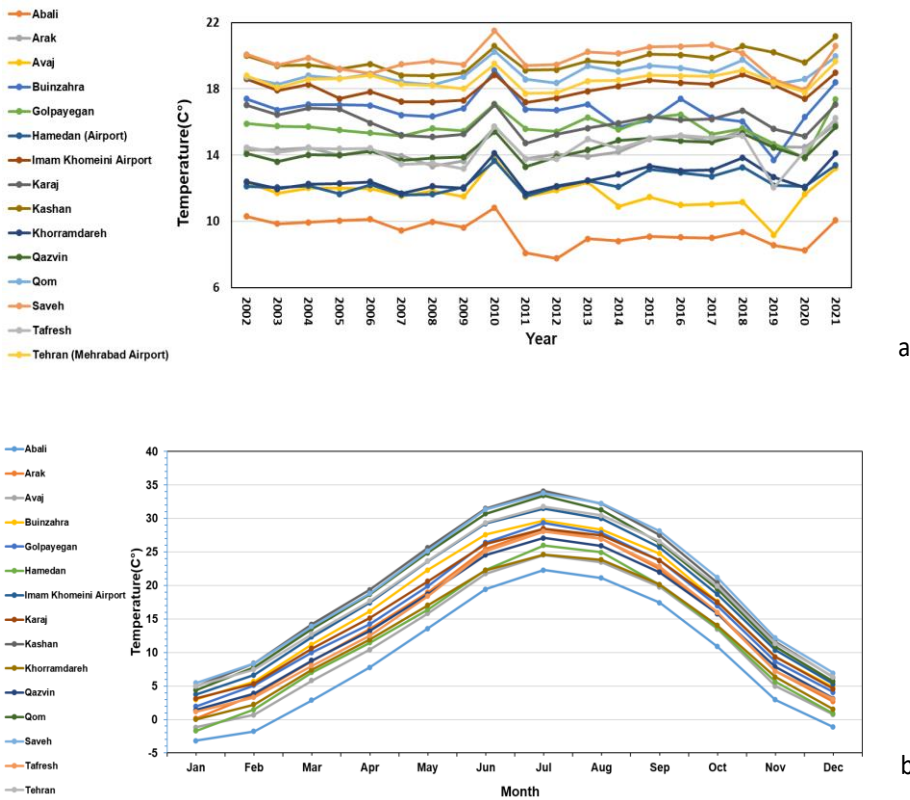 Abali
Arak
Avaj
Buinzahra
Golpayegan
Hamedan (Airport)
Imam Khomeini Airport
Karaj
Kashan
Khorramdareh
Qazvin
Qom
Saveh
Tafresh
Tehran (Mehrabad Airport)
Temperature(C°)
22
18
14
10
6
2002 2003 2004 2005 2006 2007 2008 2009 2010 2011 2012 2013 2014 2015 2016 2017 2018 2019 2020 2021
Year
a
Abali
Arak
Avaj
Buinzahra
Golpayegan
Hamedan
Imam Khomeini Airport
Karaj
Kashan
Khorramdareh
Qazvin
Qom
Saveh
Tafresh
Tehran
Temperature(C°)
40
35
30
25
20
15
10
5
0
-5
Jan Feb Mar Apr May Jun Jul Aug Sep Oct Nov Dec
Month
b